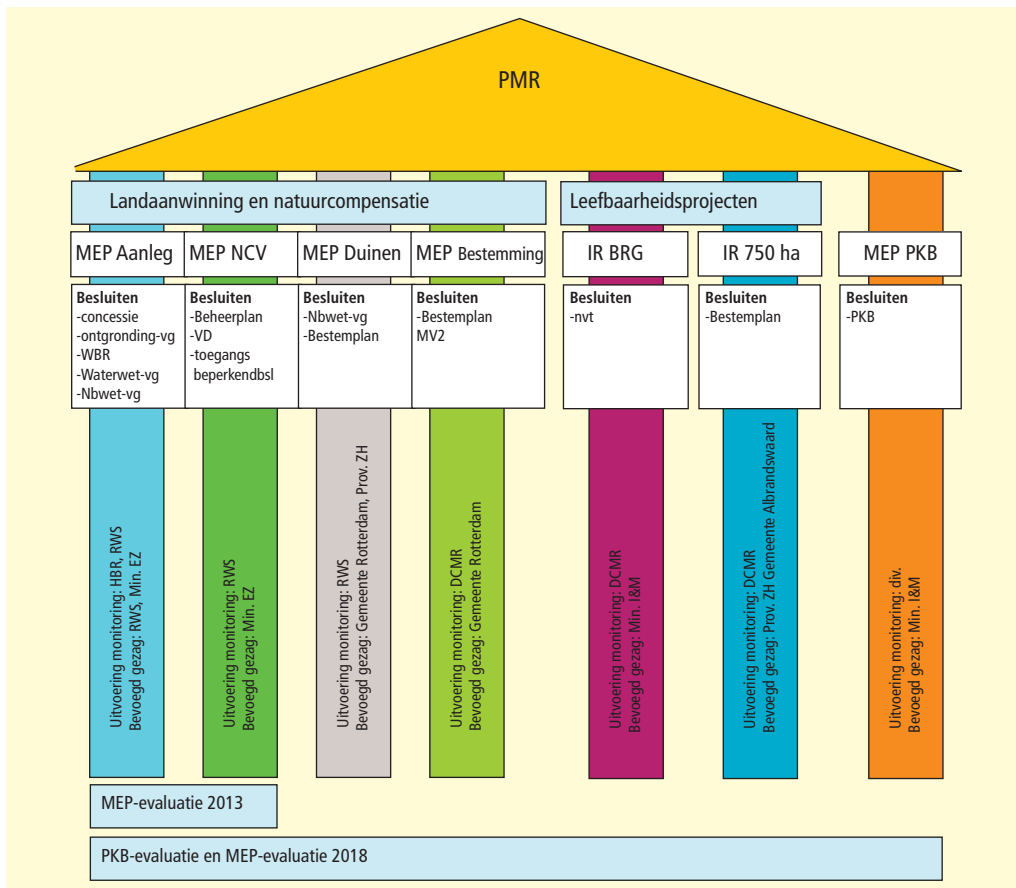 PMR
Landaanwinning en natuurcompensatie
Leefbaarheidsprojecten
MEP Aanleg
MEP NCV
MEP Duinen
MEP Bestemming
IR BRG
IR 750 ha
MEP PKB
Besluiten
-concessie
-ontgronding-vg
-WBR
-Waterwet-vg
-Nbwet-vg
Besluiten
-Beheerplan
-VD
-toegangs
beperkendbsl
Besluiten
-Nbwet-vg
-Bestemplan
Besluiten
-Bestemplan
MV2
Besluiten
-nvt
Besluiten
-Bestemplan
Besluiten
-PKB
Uitvoering monitoring: HBR, RWS
Bevoegd gezag: RWS, Min. EZ
Uitvoering monitoring: RWS
Bevoegd gezag: Min. EZ
Uitvoering monitoring: RWS
Bevoegd gezag: Gemeente Rotterdam, Prov. ZH
Uitvoering monitoring: DCMR
Bevoegd gezag: Gemeente Rotterdam
Uitvoering monitoring: DCMR
Bevoegd gezag: Min. I&M
Uitvoering monitoring: DCMR
Bevoegd gezag: Prov. ZH Gemeente Albrandswaard
Uitvoering monitoring: div.
Bevoegd gezag: Min. I&M
MEP-evaluatie 2013
PKB-evaluatie en MEP-evaluatie 2018